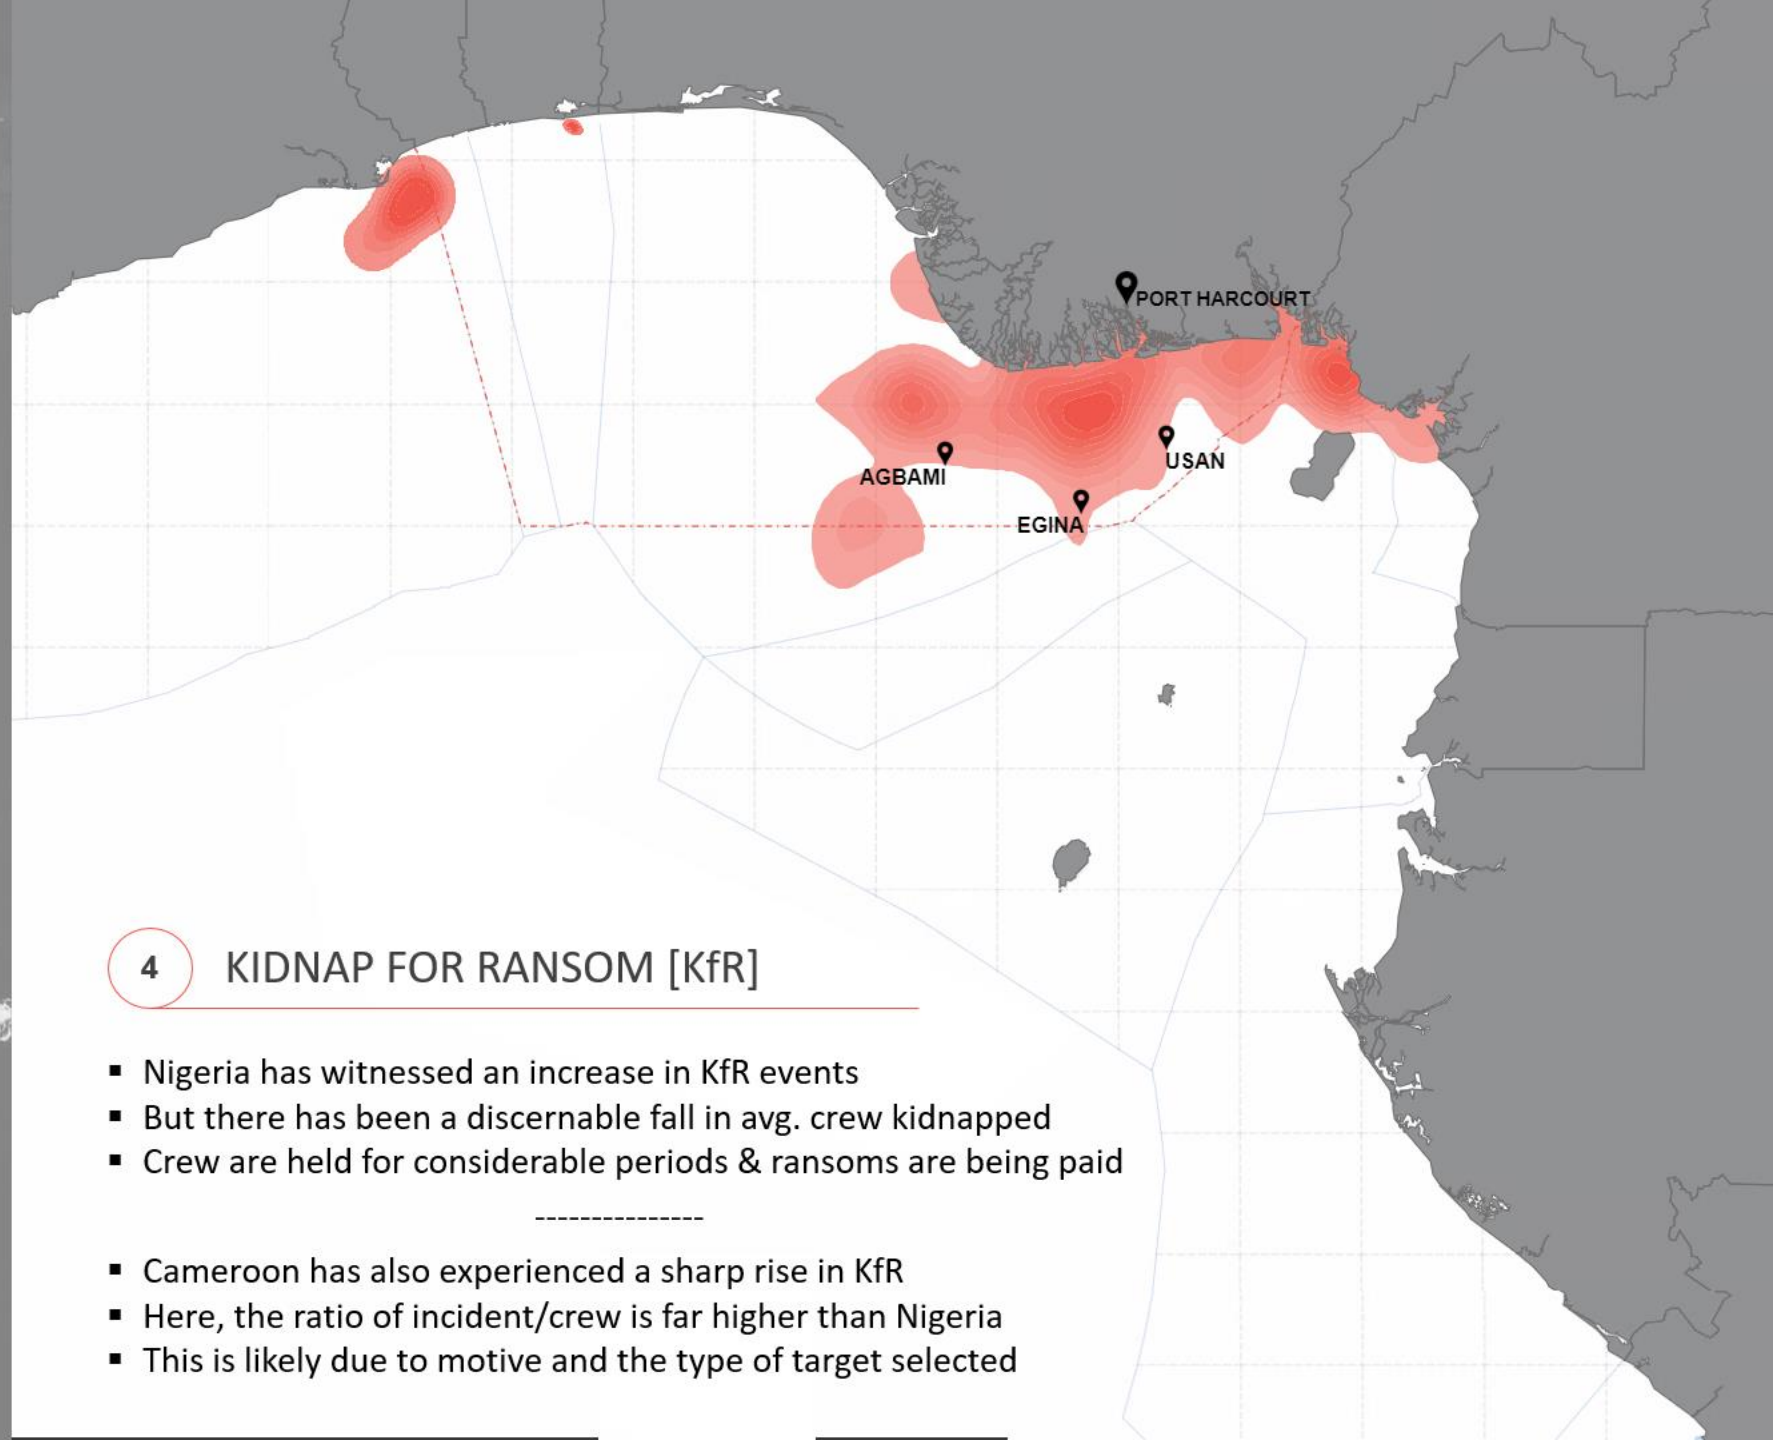 PORT HARCOURT
AGBAMI
USAN
EGINA
4
KIDNAP FOR RANSOM [KfR]
▪ Nigeria has witnessed an increase in KfR events
▪ But there has been a discernable fall in avg. crew kidnapped
▪ Crew are held for considerable periods & ransoms are being paid
---------------
▪ Cameroon has also experienced a sharp rise in KfR
▪ Here, the ratio of incident/crew is far higher than Nigeria
▪ This is likely due to motive and the type of target selected